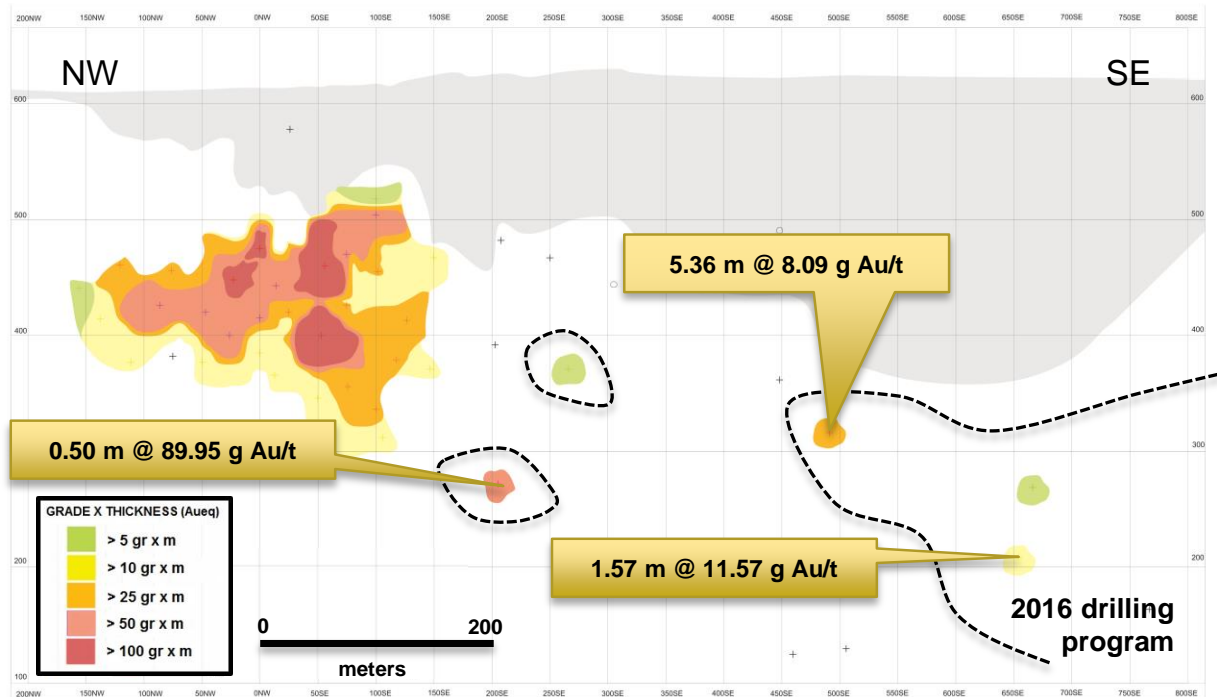 200NW 150NW 100NW 50NW 0NW 50SE 100SE 200SE 250SE 300SE 350SE 400SE 450SE 500SE 550SE 600SE 650SE 700SE 750SE 800SE
NW SE
600 600
500 500
5.36 m @ 8.09 g Au/t
400 400
300 300
0.50 m @ 89.95 g Au/t
GRADE X THICKNESS (Aueq)
> 5 gr x m
> 10 gr x m
> 25 gr x m
> 50 gr x m
> 100 gr x m
200 200
1.57 m @ 11.57 g Au/t
2016 drilling
program
0 200
meters
100 100
200NW 150NW 100NW 50NW 0NW 50SE 100SE 150SE 200SE 250SE 300SE 350SE 400SE 450SE 500SE 550SE 600SE 650SE 700SE 750SE 800SE